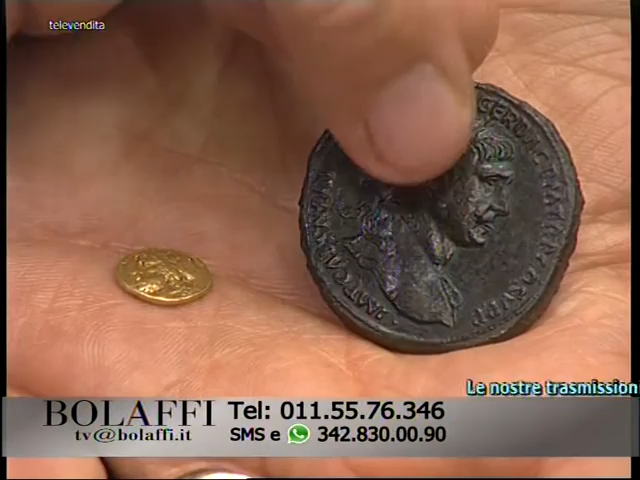 televendita
Le nostre trasmission
BOLAFFI
tv@bolaffi.it
Tel: 011.55.76.346
SMS e 342.830.00.90